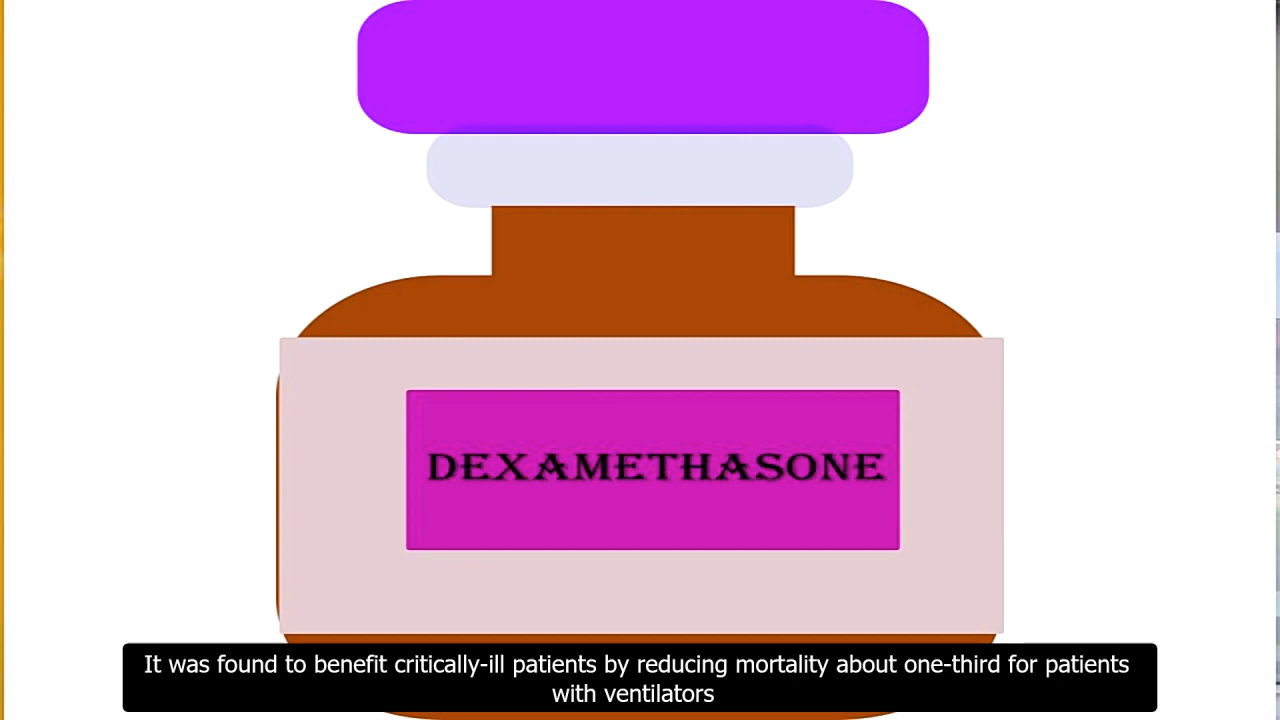 DEXAMETHASONE
It was found to benefit critically-ill patients by reducing mortality about one-third for patients
with ventilators